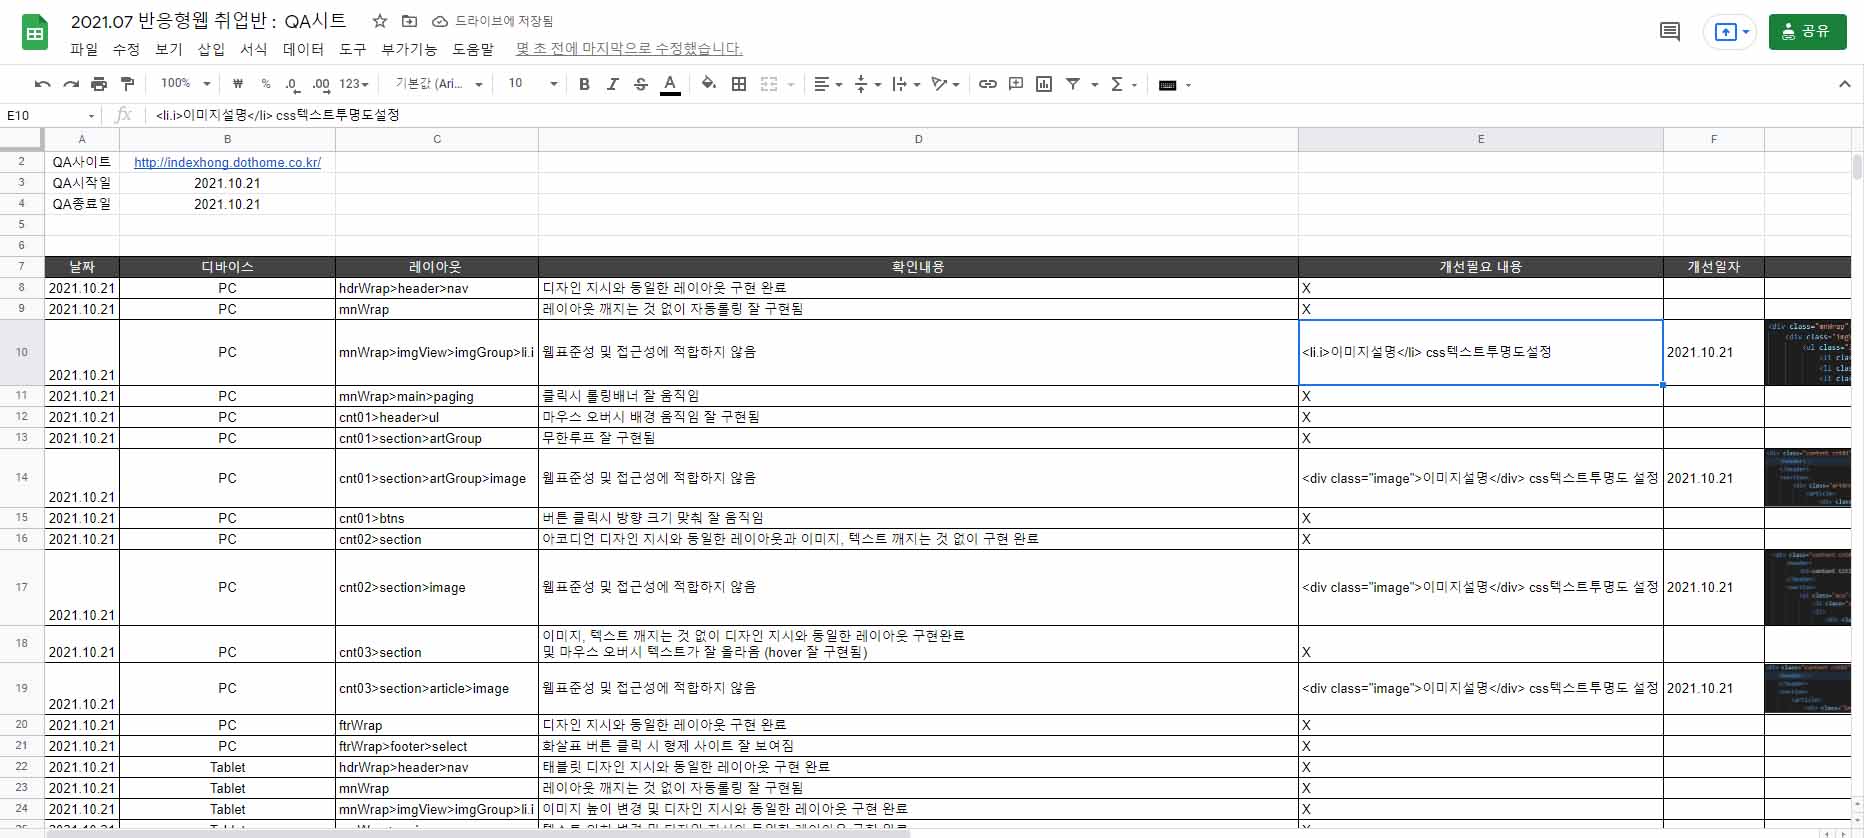 2021.07 반응형웹 취업반 : QA시트
드라이브에 저장됨
파일 수정 보기 삽입 서식 데이터 도구 부가기능 도움말 몇 초 전에 마지막으로 수정했습니다.
공유
100% ₩ % .0 .00 123 기본값 (Ari... 10 B I S A
E10 fx <li.i>이미지설명</li> css텍스트투명도설정
A B C D E F
2 QA사이트 http://indexhong.dothome.co.kr/
3 QA시작일 2021.10.21
4 QA종료일 2021.10.21
5
6
7 날짜 디바이스 레이아웃 확인내용 개선필요 내용 개선일자
8 2021.10.21 PC hdrWrap>header>nav 디자인 지시와 동일한 레이아웃 구현 완료 X
9 2021.10.21 PC mnWrap 레이아웃 깨지는 것 없이 자동롤링 잘 구현됨 X
10 2021.10.21 PC mnWrap>imgView>imgGroup>li.i 웹표준성 및 접근성에 적합하지 않음 <li.i>이미지설명</li> css텍스트투명도설정 2021.10.21
11 2021.10.21 PC mnWrap>main>paging 클릭시 롤링배너 잘 움직임 X
12 2021.10.21 PC cnt01>header>ul 마우스 오버시 배경 움직임 잘 구현됨 X
13 2021.10.21 PC cnt01>section>artGroup 무한루프 잘 구현됨 X
14 2021.10.21 PC cnt01>section>artGroup>image 웹표준성 및 접근성에 적합하지 않음 <div class="image">이미지설명</div> css텍스트투명도 설정 2021.10.21
15 2021.10.21 PC cnt01>btns 버튼 클릭시 방향 크기 맞춰 잘 움직임 X
16 2021.10.21 PC cnt02>section 아코디언 디자인 지시와 동일한 레이아웃과 이미지, 텍스트 깨지는 것 없이 구현 완료 X
17 2021.10.21 PC cnt02>section>image 웹표준성 및 접근성에 적합하지 않음 <div class="image">이미지설명</div> css텍스트투명도 설정 2021.10.21
18 2021.10.21 PC cnt03>section 이미지, 텍스트 깨지는 것 없이 디자인 지시와 동일한 레이아웃 구현완료
및 마우스 오버시 텍스트가 잘 올라옴 (hover 잘 구현됨) X
19 2021.10.21 PC cnt03>section>article>image 웹표준성 및 접근성에 적합하지 않음 <div class="image">이미지설명</div> css텍스트투명도 설정 2021.10.21
20 2021.10.21 PC ftrWrap 디자인 지시와 동일한 레이아웃 구현 완료 X
21 2021.10.21 PC ftrWrap>footer>select 화살표 버튼 클릭 시 형제 사이트 잘 보여짐 X
22 2021.10.21 Tablet hdrWrap>header>nav 태블릿 디자인 지시와 동일한 레이아웃 구현 완료 X
23 2021.10.21 Tablet mnWrap 레이아웃 깨지는 것 없이 자동롤링 잘 구현됨 X
24 2021.10.21 Tablet mnWrap>imgView>imgGroup>li.i 이미지 높이 변경 및 디자인 지시와 동일한 레이아웃 구현 완료 X